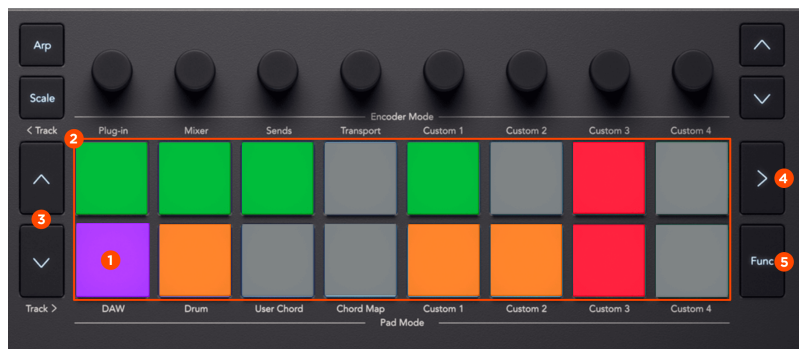 Arp
Scale
Encoder Mode
< Track Plug-in Mixer Sends Transport Custom 1 Custom 2 Custom 3 Custom 4
2
4
3
1
Func 5
Track > DAW Drum User Chord Chord Map Custom 1 Custom 2 Custom 3 Custom 4
Pad Mode